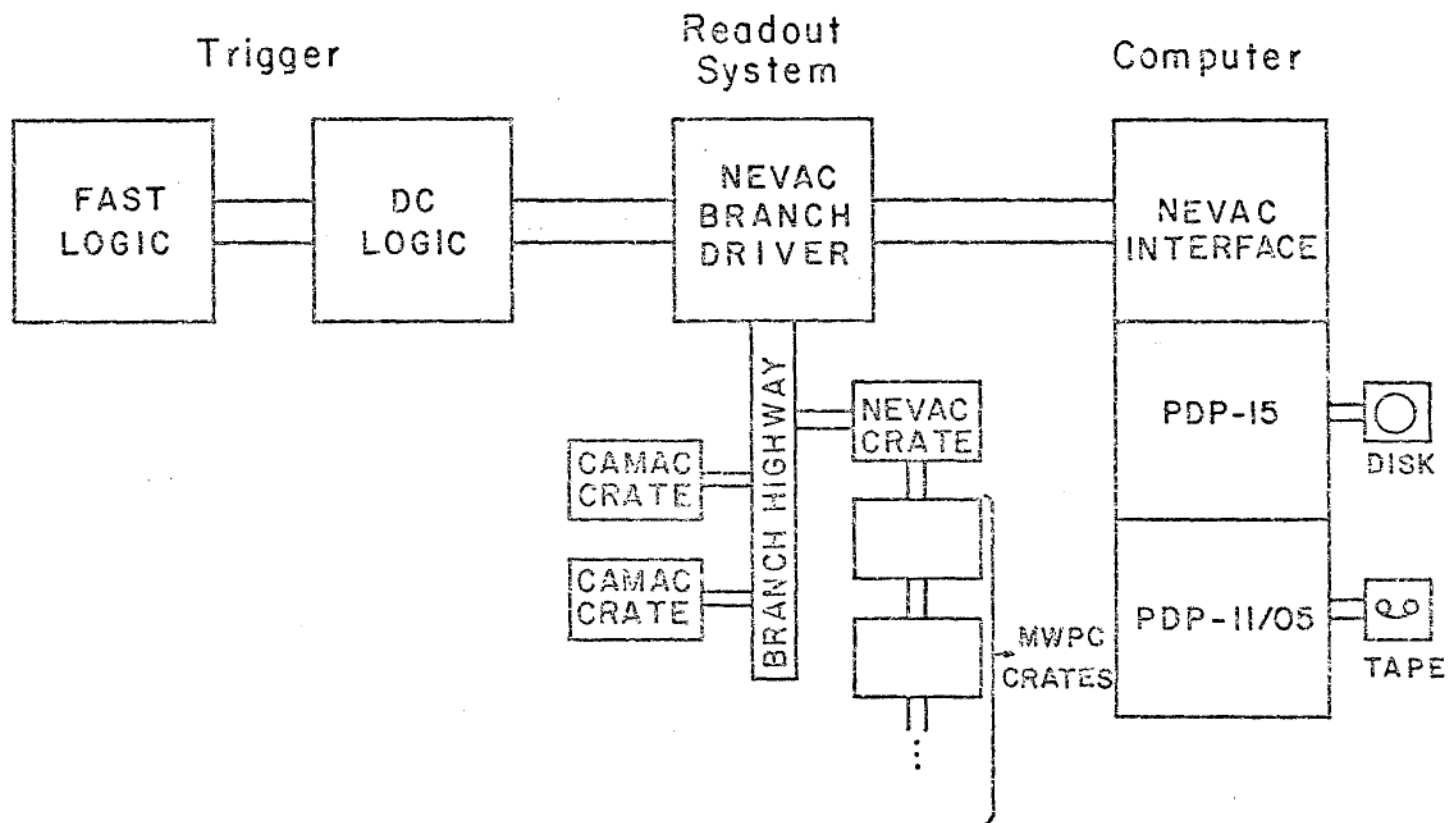 Trigger
Readout
System
Computer
FAST
LOGIC
DC
LOGIC
NEVAC
BRANCH
DRIVER
NEVAC
INTERFACE
BRANCH HIGHWAY
NEVAC
CRATE
CAMAC
CRATE
CAMAC
CRATE
MWPC
CRATES
PDP-15
DISK
PDP-11/05
TAPE